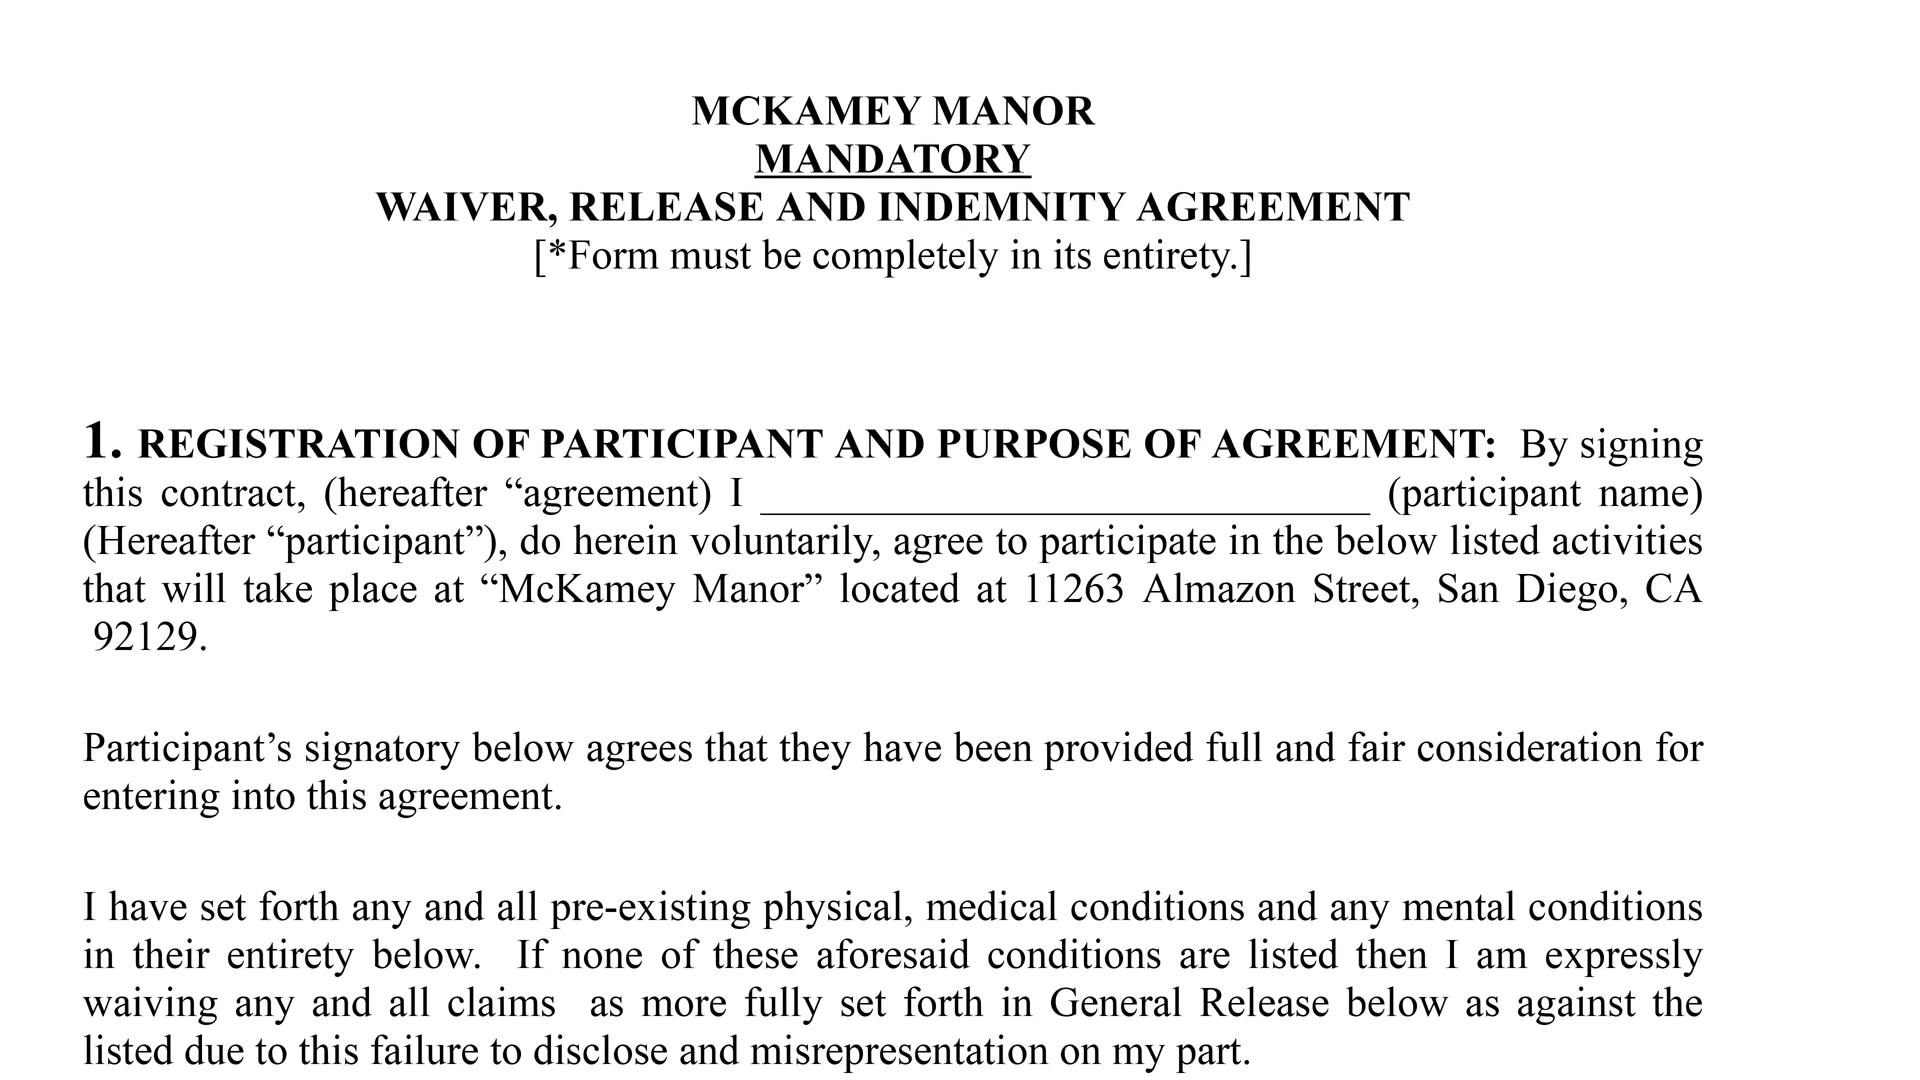 MCKAMEY MANOR
MANDATORY
WAIVER, RELEASE AND INDEMNITY AGREEMENT
[*Form must be completely in its entirety.]
1. REGISTRATION OF PARTICIPANT AND PURPOSE OF AGREEMENT: By signing
this contract, (hereafter “agreement) I ______________________________ (participant name)
(Hereafter “participant”), do herein voluntarily, agree to participate in the below listed activities
that will take place at “McKamey Manor” located at 11263 Almazon Street, San Diego, CA
92129.
Participant’s signatory below agrees that they have been provided full and fair consideration for
entering into this agreement.
I have set forth any and all pre-existing physical, medical conditions and any mental conditions
in their entirety below. If none of these aforesaid conditions are listed then I am expressly
waiving any and all claims as more fully set forth in General Release below as against the
listed due to this failure to disclose and misrepresentation on my part.